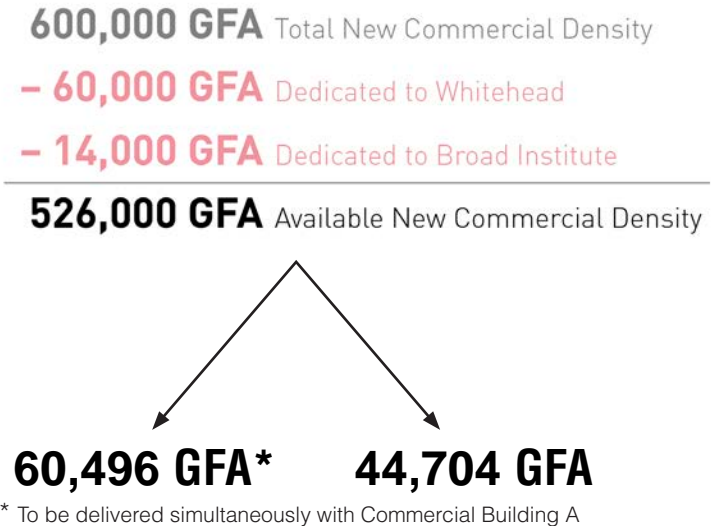 600,000 GFA Total New Commercial Density
– 60,000 GFA Dedicated to Whitehead
– 14,000 GFA Dedicated to Broad Institute
526,000 GFA Available New Commercial Density
60,496 GFA* 44,704 GFA
* To be delivered simultaneously with Commercial Building A